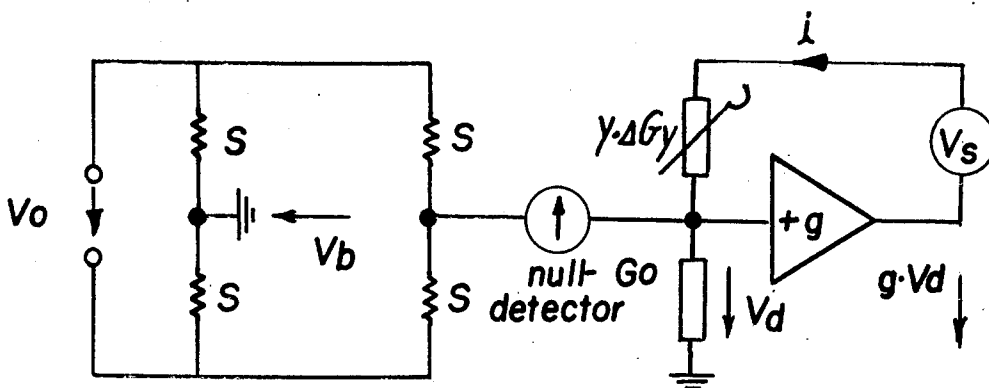 i
S
S
y·ΔGy
Vs
Vo
Vb
+g
null- Go
detector
Vd
g·Vd
S
S